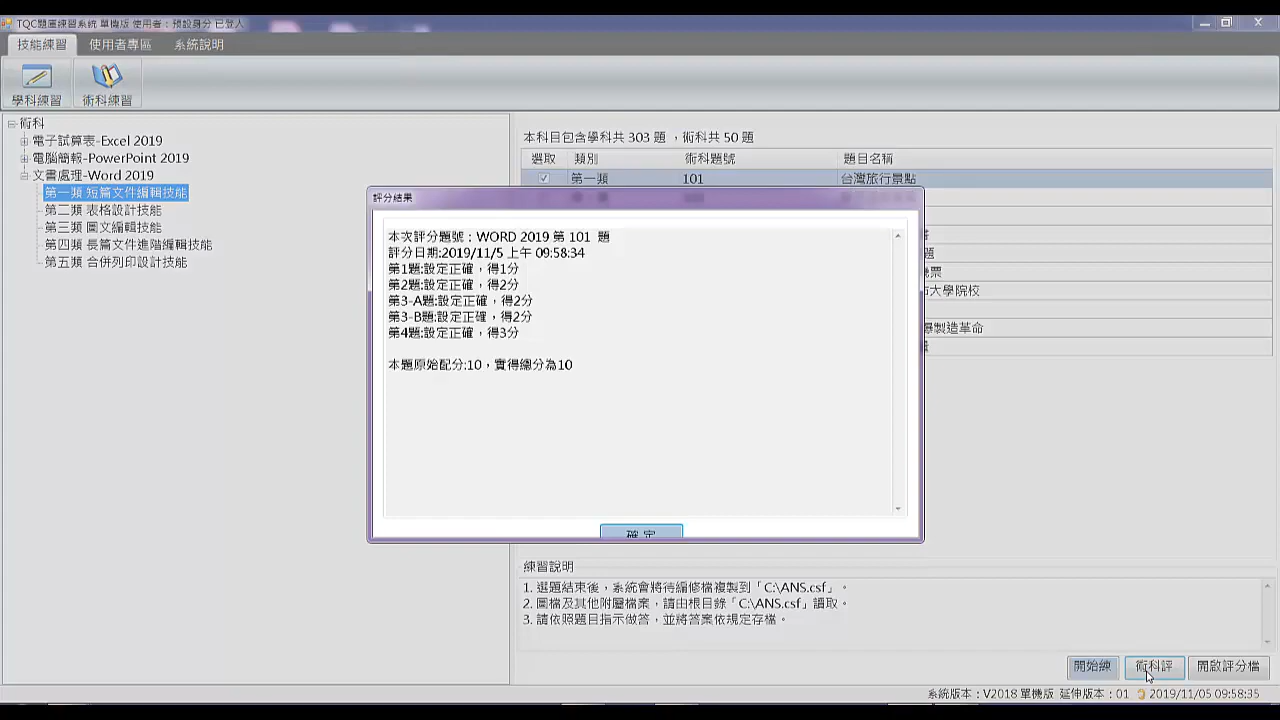 TQC題庫練習系統 單機版 使用者：預設身分 已登入
技能練習 使用者專區 系統說明
學科練習 術科練習
術科
電子試算表-Excel 2019
電腦簡報-PowerPoint 2019
文書處理-Word 2019
第一類 短篇文件編輯技能
第二類 表格設計技能
第三類 圖文編輯技能
第四類 長篇文件進階編輯技能
第五類 合併列印設計技能
本科目包含學科共 303 題 ，術科共 50 題
選取 類別 術科題號 題目名稱
第一類 101 台灣旅行景點
評分結果
本次評分題號：WORD 2019 第 101 題
評分日期:2019/11/5 上午 09:58:34
第1題:設定正確，得1分
第2題:設定正確，得2分
第3-A題:設定正確，得2分
第3-B題:設定正確，得2分
第4題:設定正確，得3分
本題原始配分:10，實得總分為10
確 定
題
機票
市大學院校
爆製造革命
練習說明
1. 選題結束後，系統會將待編修檔複製到「C:\ANS.csf」。
2. 圖檔及其他附屬檔案，請由根目錄「C:\ANS.csf」讀取。
3. 請依照題目指示做答，並將答案依規定存檔。
開始練 術科評 開啟評分檔
系統版本：V2018 單機版 延伸版本：01 2019/11/05 09:58:35